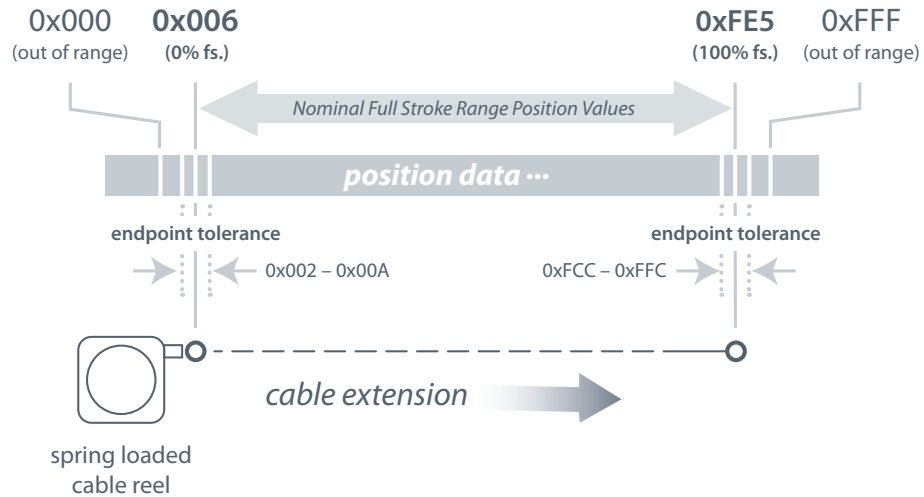 0x000 0x006 0xFE5 0xFFF
(out of range) (0% fs.) (100% fs.) (out of range)
Nominal Full Stroke Range Position Values
position data ···
endpoint tolerance endpoint tolerance
0x002 – 0x00A 0xFCC – 0xFFC
cable extension
spring loaded
cable reel